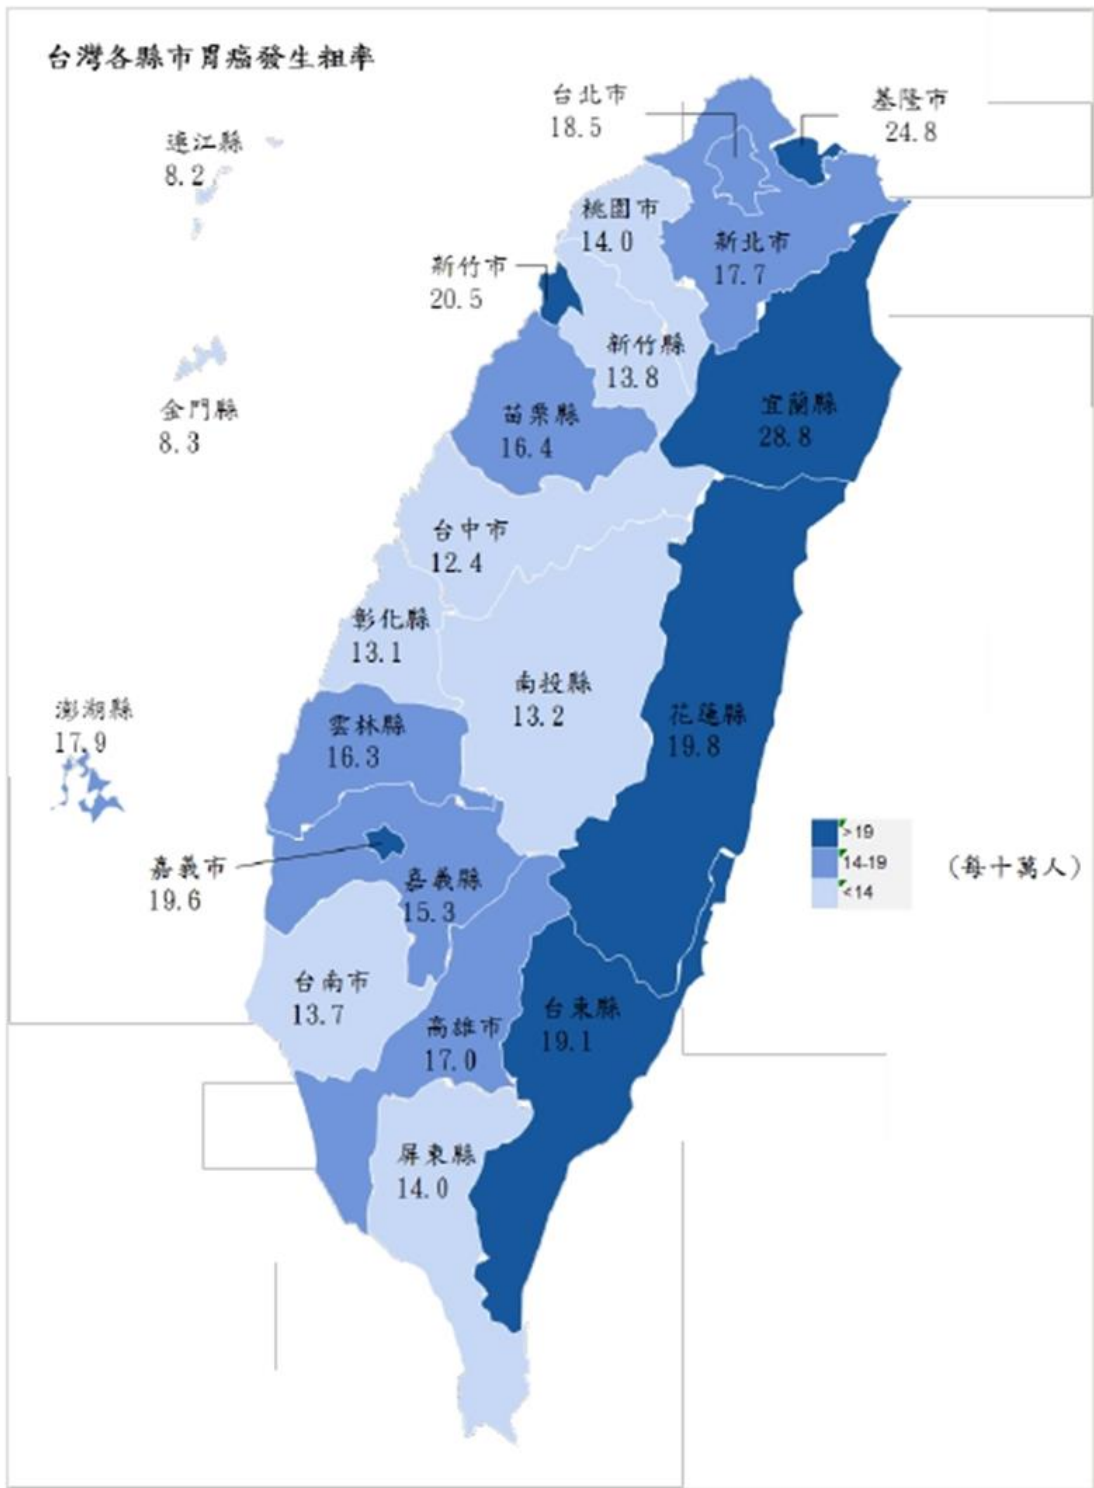 台灣各縣市胃癌發生粗率
台北市
18.5
基隆市
24.8
連江縣
8.2
桃園市
14.0
新北市
17.7
新竹市
20.5
新竹縣
13.8
金門縣
8.3
苗栗縣
16.4
宜蘭縣
28.8
台中市
12.4
彰化縣
13.1
南投縣
13.2
澎湖縣
17.9
雲林縣
16.3
花蓮縣
19.8
>19
14-19
<14
(每十萬人)
嘉義市
19.6
嘉義縣
15.3
台南市
13.7
高雄市
17.0
台東縣
19.1
屏東縣
14.0